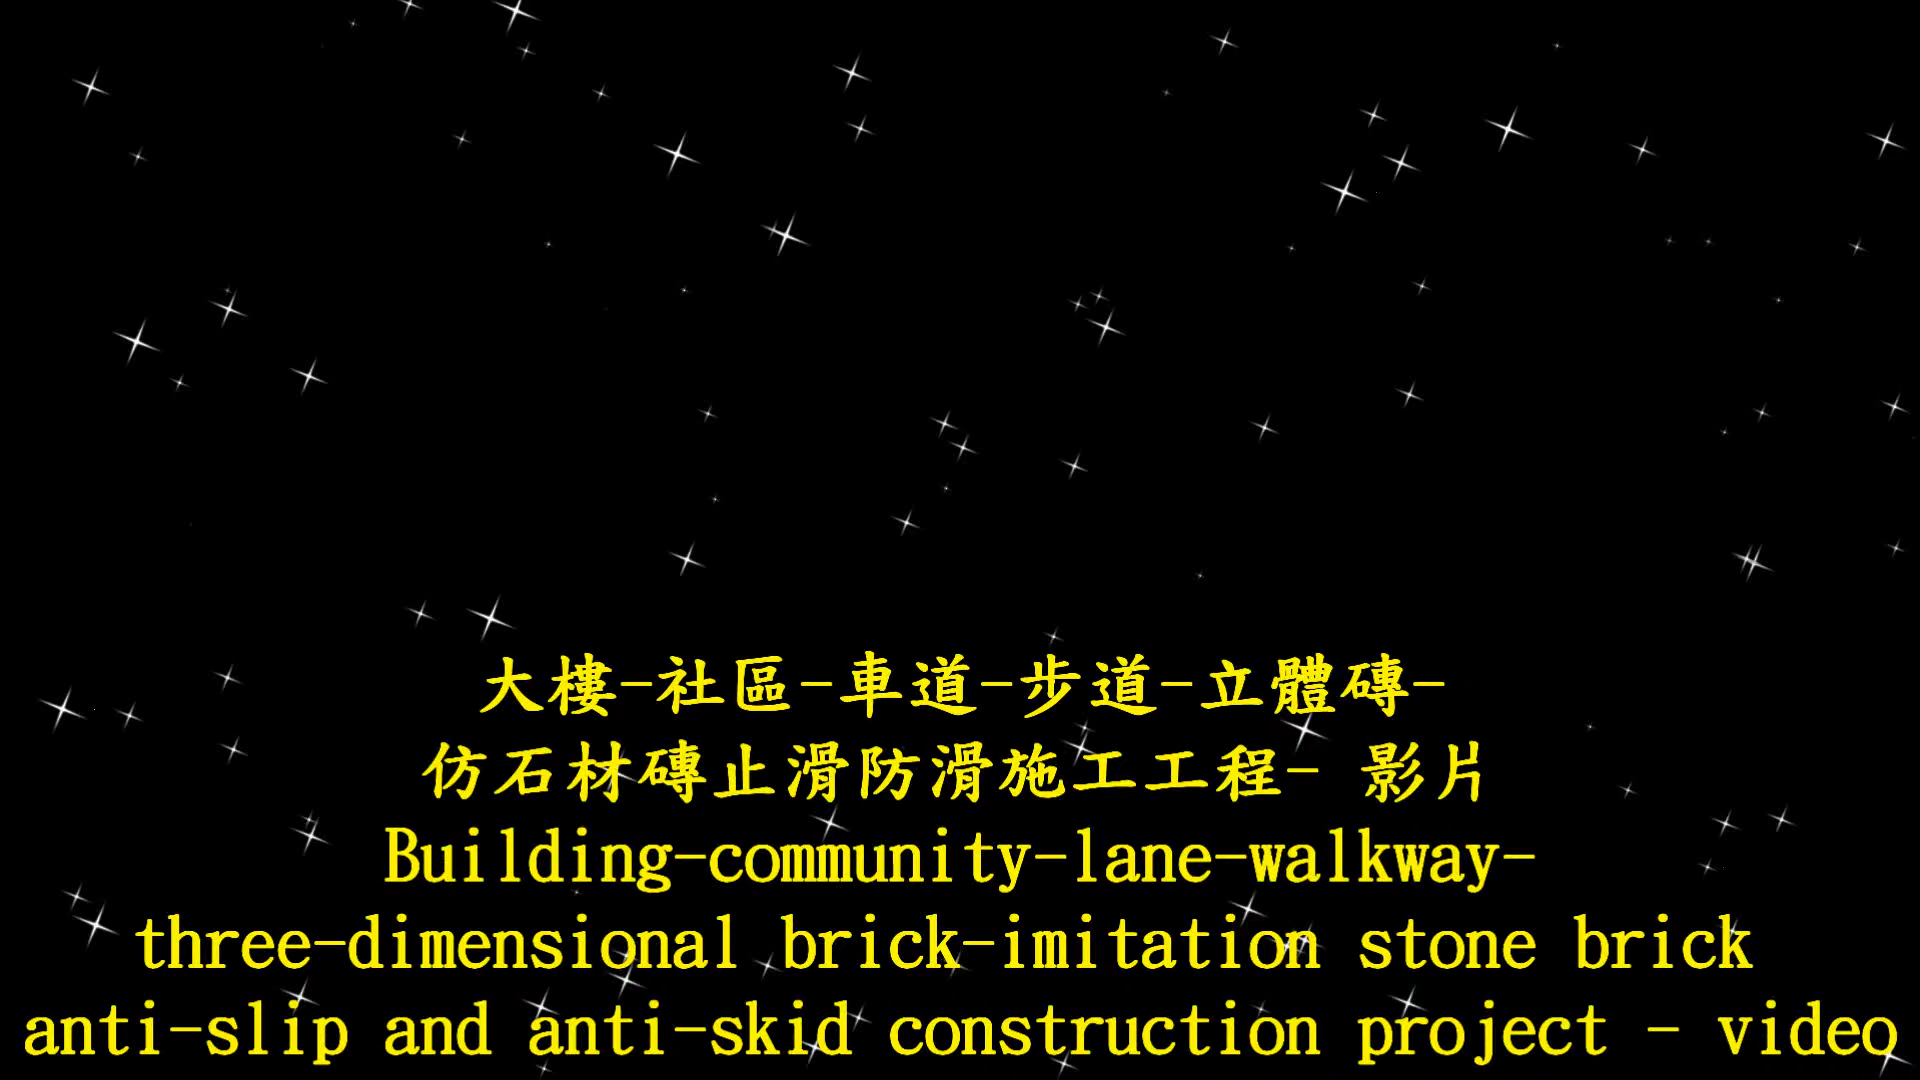 大樓-社區-車道-步道-立體磚-
仿石材磚止滑防滑施工工程- 影片
Building-community-lane-walkway-
three-dimensional brick-imitation stone brick
anti-slip and anti-skid construction project - video